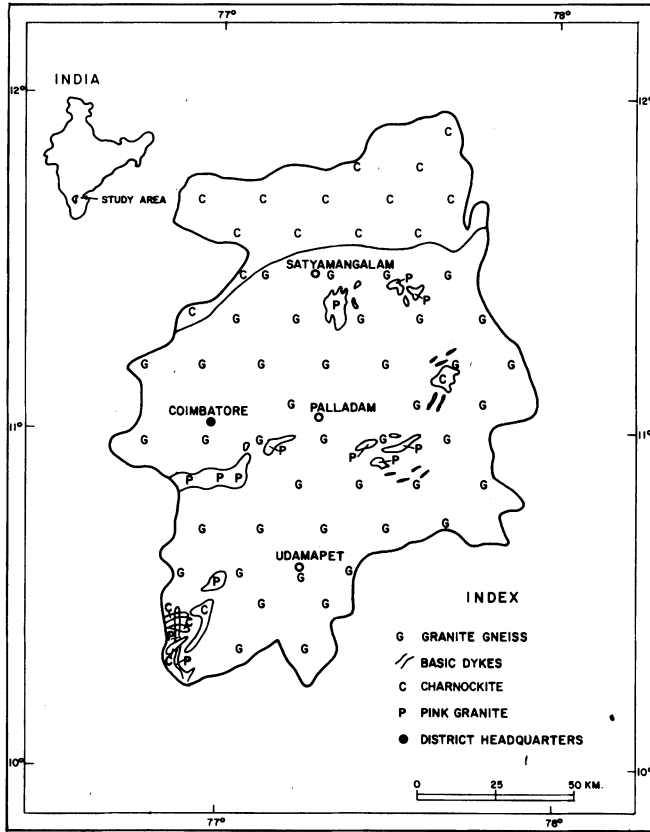 77° 78°
12° 12°
INDIA
STUDY AREA
C
C C
C C C C C
C C C C
SATYAMANGALAM
C G G G G
P P
P
C
G G G G G
G G G G G G
C
G G G
COIMBATORE PALLADAM
11° 11°
G G G G G G
P P P
P P P P
G G G G
G G G G G
UDAMAPET
G G G G
P
C C G G
C
P
G G
C P
INDEX
G GRANITE GNEISS
BASIC DYKES
C CHARNOCKITE
P PINK GRANITE
DISTRICT HEADQUARTERS
10° 10°
0 25 50 KM.
77° 78°